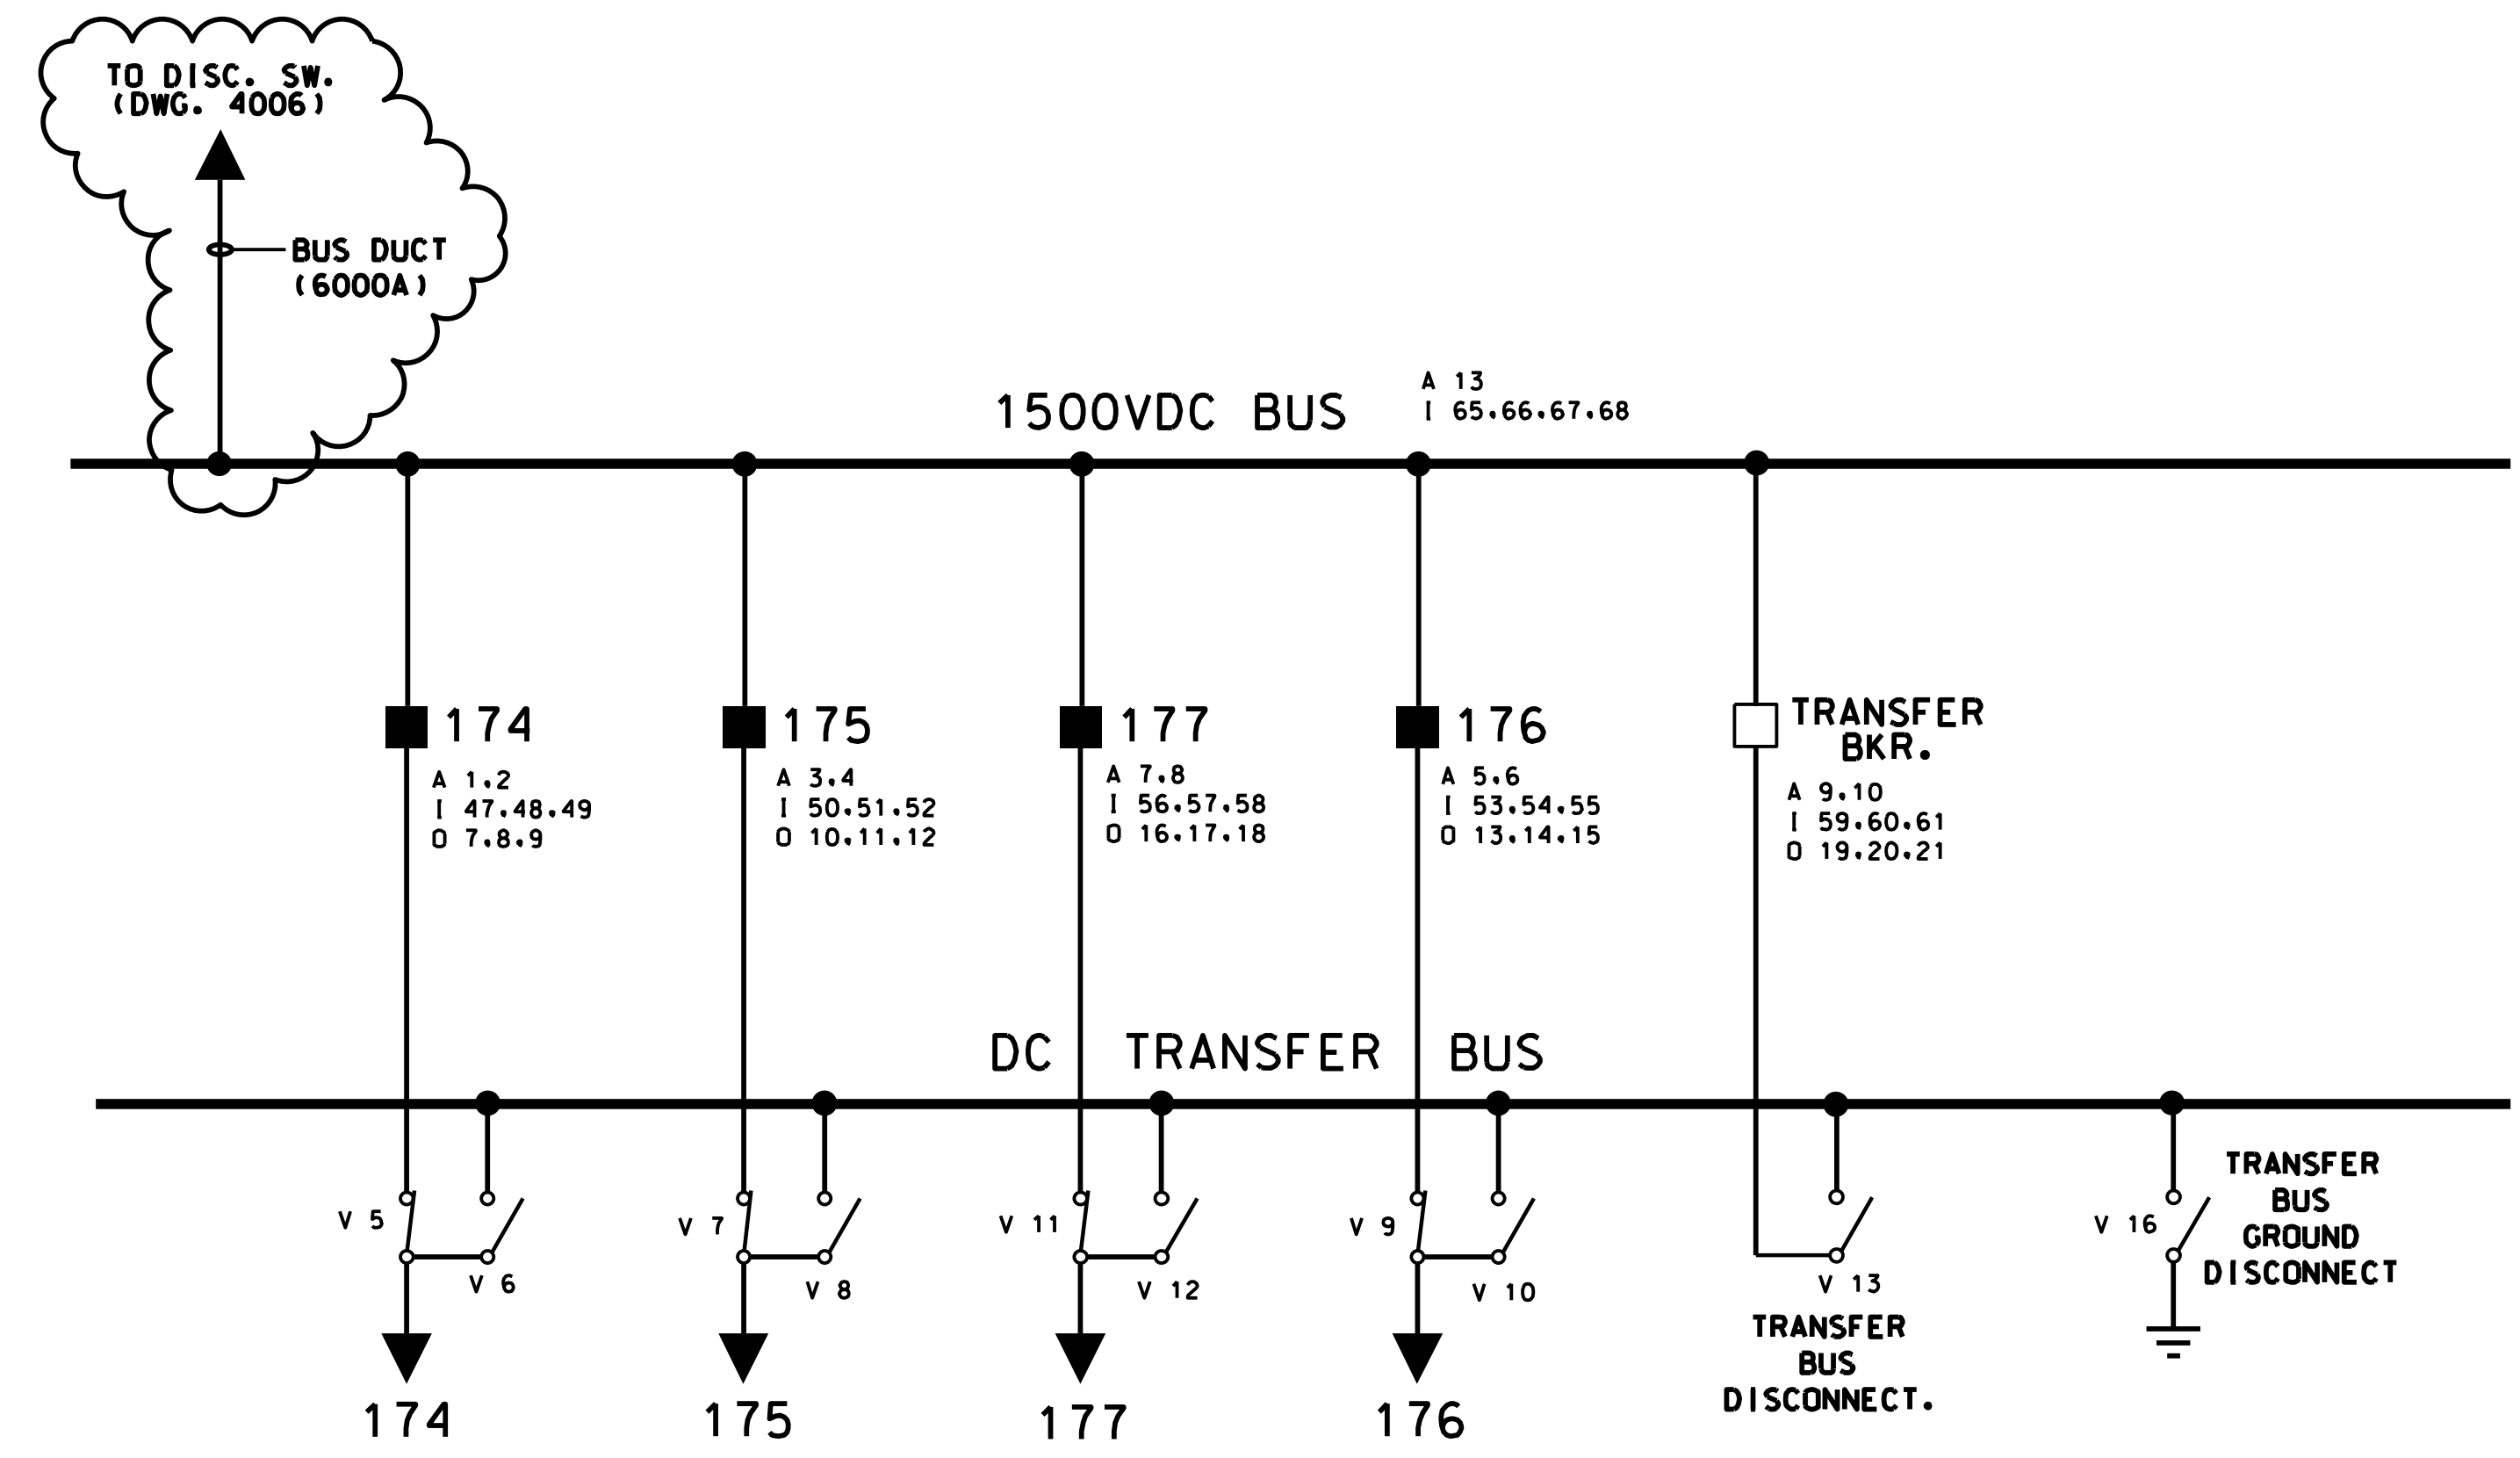 TO DISC. SW.
(DWG. 4006)
BUS DUCT
(6000A)
1500VDC BUS
A 13
I 65.66.67.68
174
A 1.2
I 47.48.49
O 7.8.9
175
A 3.4
I 50.51.52
O 10.11.12
177
A 7.8
I 56.57.58
O 16.17.18
176
A 5.6
I 53.54.55
O 13.14.15
TRANSFER
BKR.
A 9.10
I 59.60.61
O 19.20.21
DC TRANSFER BUS
V 5
V 6
V 7
V 8
V 11
V 12
V 9
V 10
V 13
TRANSFER
BUS
DISCONNECT.
V 16
TRANSFER
BUS
GROUND
DISCONNECT
174
175
177
176